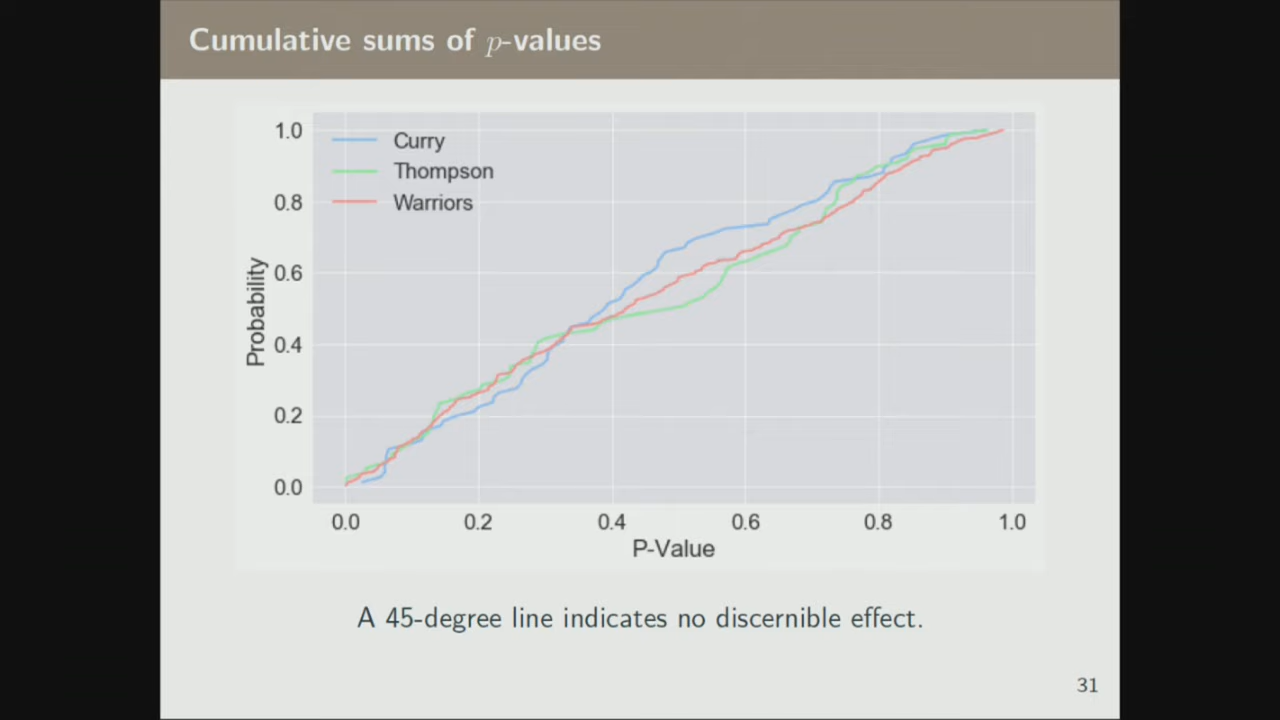 Cumulative sums of p-values
Curry
Thompson
Warriors
Probability
1.0
0.8
0.6
0.4
0.2
0.0
0.0 0.2 0.4 0.6 0.8 1.0
P-Value
A 45-degree line indicates no discernible effect.
31